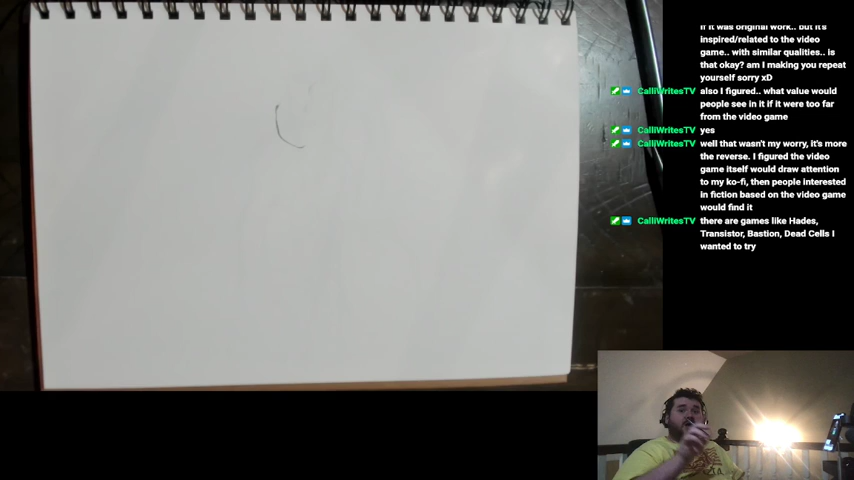 if it was original work.. but it's
inspired/related to the video
game.. with similar qualities.. is
that okay? am I making you repeat
yourself sorry xD
CalliWritesTV also I figured.. what value would
people see in it if it were too far
from the video game
CalliWritesTV yes
CalliWritesTV well that wasn't my worry, it's more
the reverse. I figured the video
game itself would draw attention
to my ko-fi, then people interested
in fiction based on the video game
would find it
CalliWritesTV there are games like Hades,
Transistor, Bastion, Dead Cells I
wanted to try